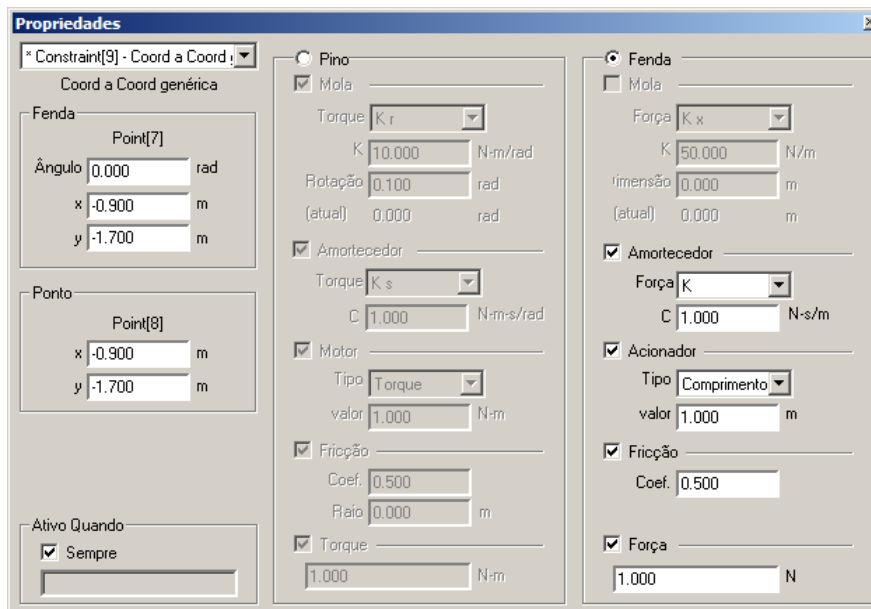 Propriedades
* Constraint[9] - Coord a Coord
Coord a Coord genérica
Fenda
Point[7]
Ângulo 0.000 rad
x -0.900 m
y -1.700 m
Ponto
Point[8]
x -0.900 m
y -1.700 m
Ativo Quando
Sempre
Pino
Mola
Torque K r
K 10.000 N-m/rad
Rotação 0.100 rad
(atual) 0.000 rad
Amortecedor
Torque K s
C 1.000 N-m-s/rad
Motor
Tipo Torque
valor 1.000 N-m
Fricção
Coef. 0.500
Raio 0.000 m
Torque
1.000 N-m
Fenda
Mola
Força K x
K 50.000 N/m
imensão 0.000 m
(atual) 0.000 m
Amortecedor
Força K
C 1.000 N-s/m
Acionador
Tipo Comprimento
valor 1.000 m
Fricção
Coef. 0.500
Força
1.000 N